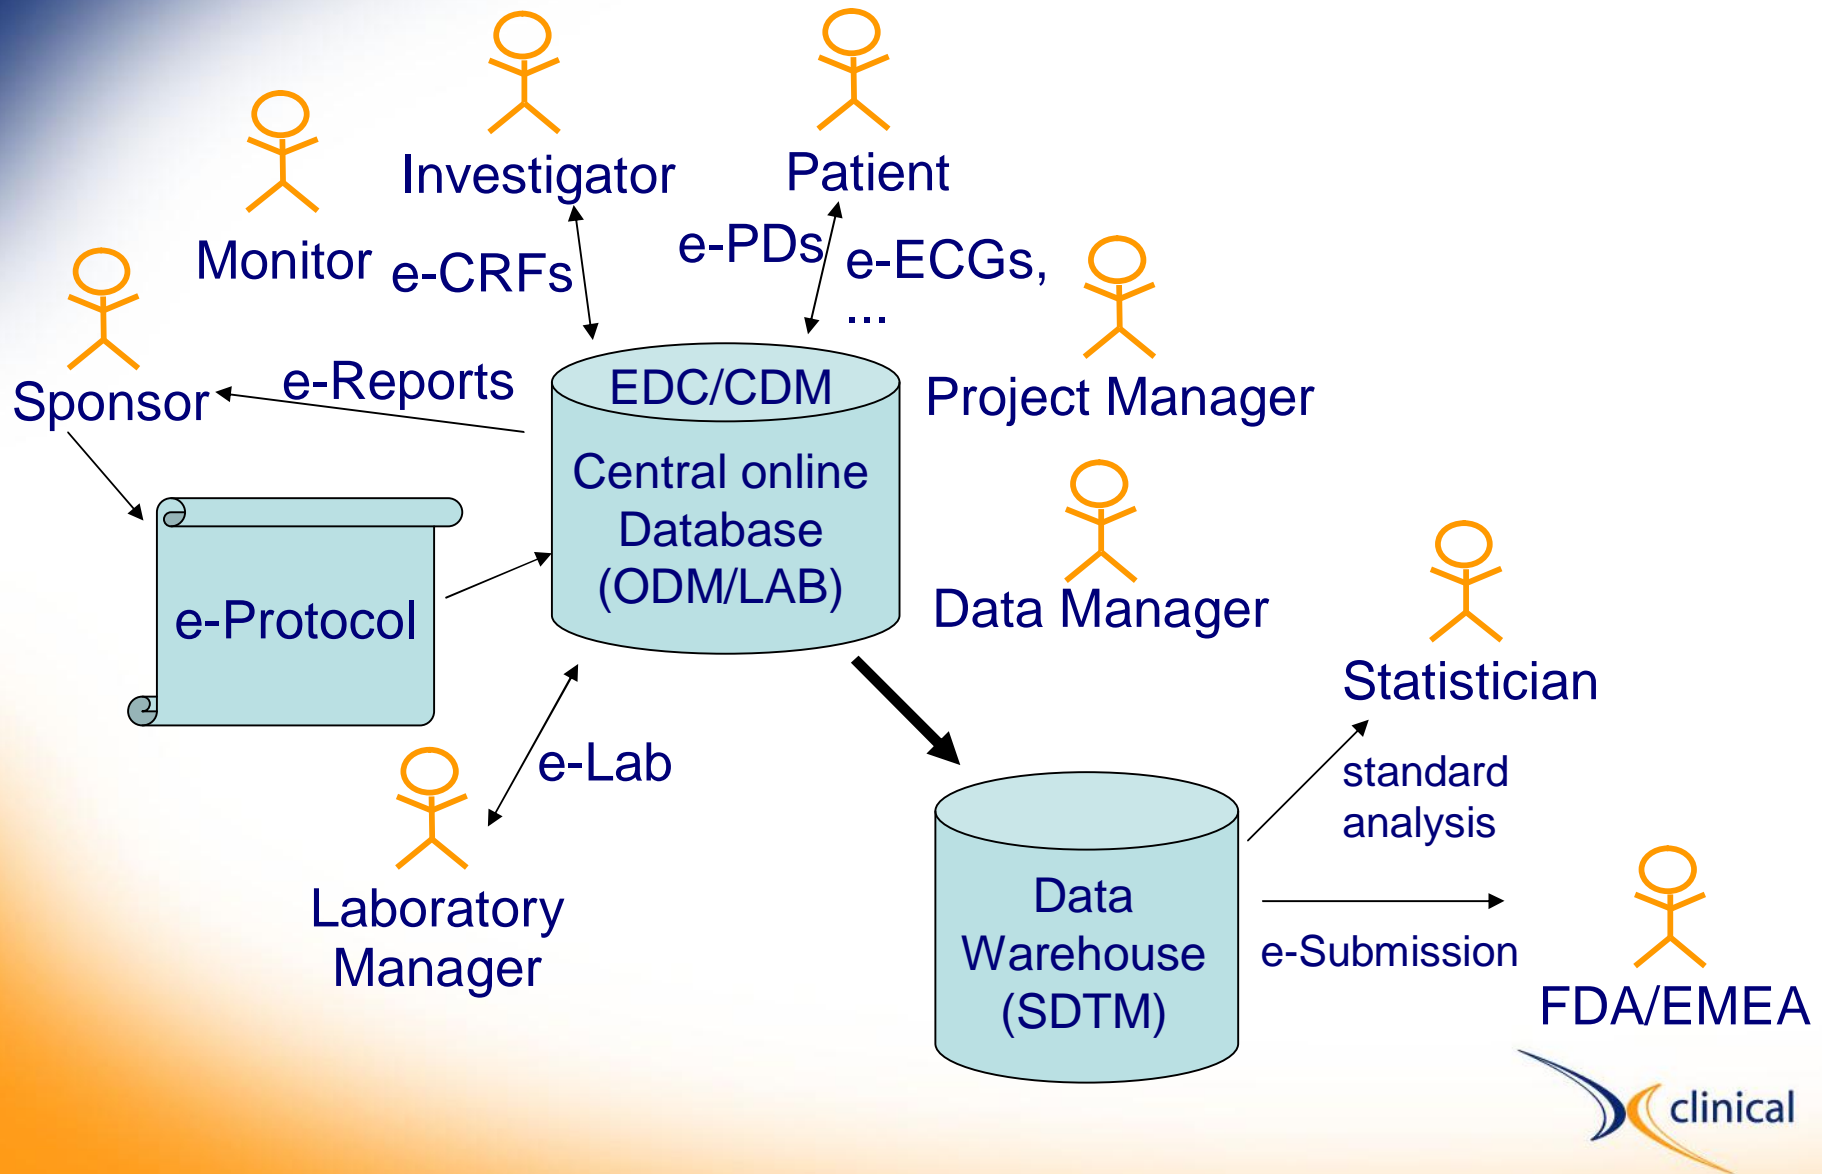 Investigator
Patient
Monitor
e-CRFs
e-PDs
e-ECGs,
...
Sponsor
e-Reports
EDC/CDM
Project Manager
Central online
Database
(ODM/LAB)
e-Protocol
Data Manager
Statistician
e-Lab
standard
analysis
Laboratory
Manager
Data
Warehouse
(SDTM)
e-Submission
FDA/EMEA
clinical